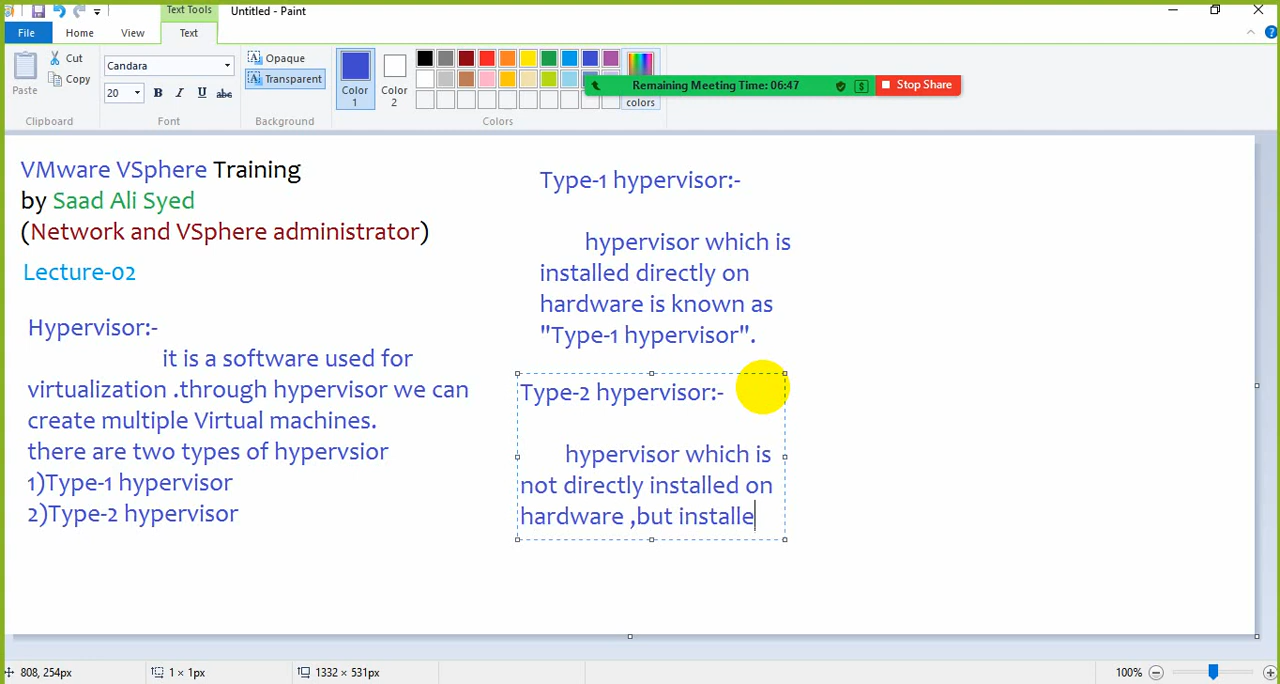 Text Tools
Untitled - Paint
File
Home
View
Text
Paste
Cut
Copy
Clipboard
Candara
20
B I U abc
Font
Opaque
Transparent
Background
Color 1
Color 2
colors
Colors
Remaining Meeting Time: 06:47
Stop Share
VMware VSphere Training
by Saad Ali Syed
(Network and VSphere administrator)
Lecture-02
Hypervisor:-
it is a software used for
virtualization .through hypervisor we can
create multiple Virtual machines.
there are two types of hypervsior
1)Type-1 hypervisor
2)Type-2 hypervisor
Type-1 hypervisor:-
hypervisor which is
installed directly on
hardware is known as
"Type-1 hypervisor".
Type-2 hypervisor:-
hypervisor which is
not directly installed on
hardware ,but installe
808, 254px
1 × 1px
1332 × 531px
100%